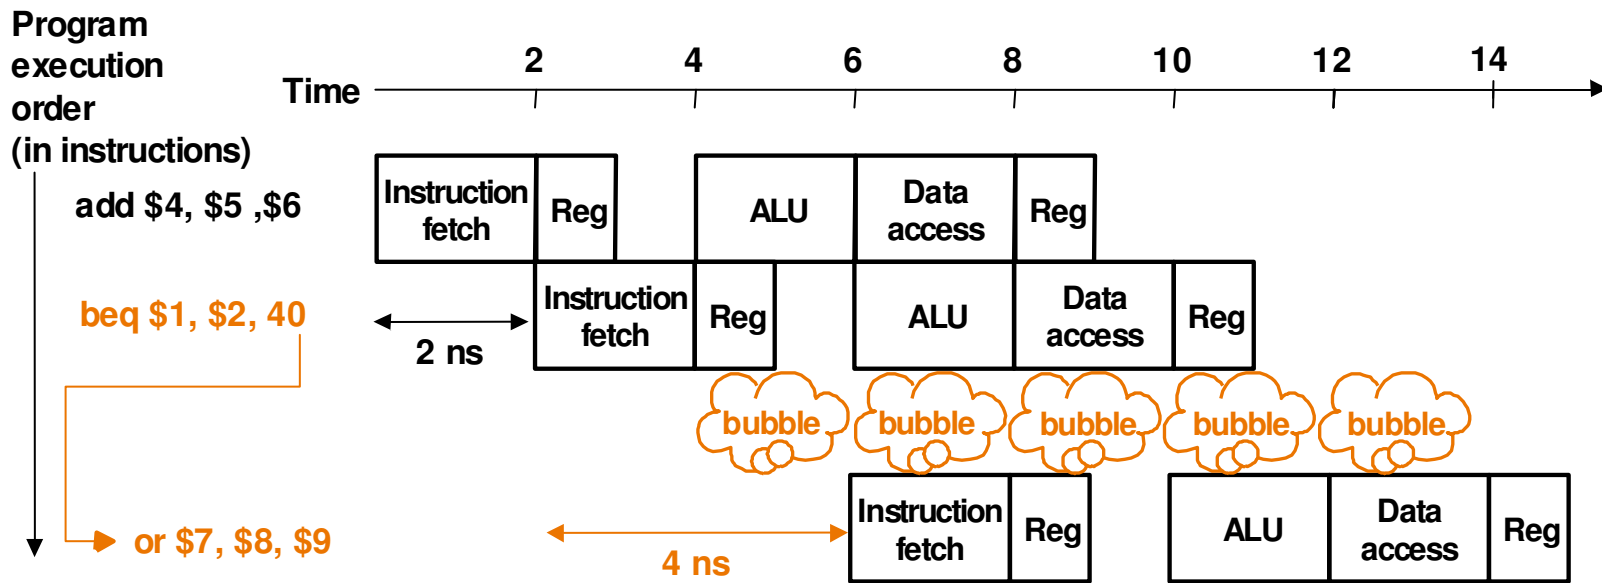 Program
execution
order
(in instructions)
Time
2 4 6 8 10 12 14
add $4, $5 ,$6
Instruction
fetch
Reg
ALU
Data
access
Reg
beq $1, $2, 40
2 ns
Instruction
fetch
Reg
ALU
Data
access
Reg
bubble bubble bubble bubble bubble
or $7, $8, $9
4 ns
Instruction
fetch
Reg
ALU
Data
access
Reg